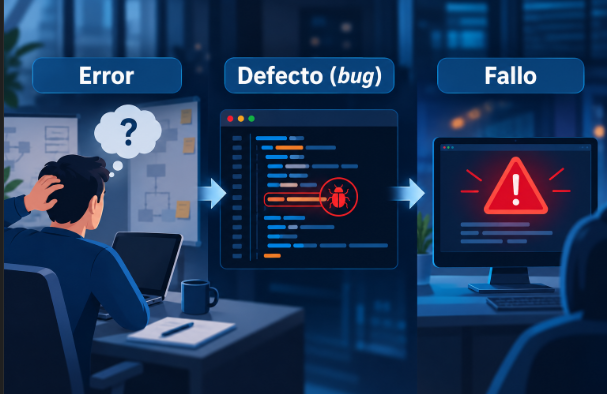 Error
Defecto (bug)
Fallo
?
!